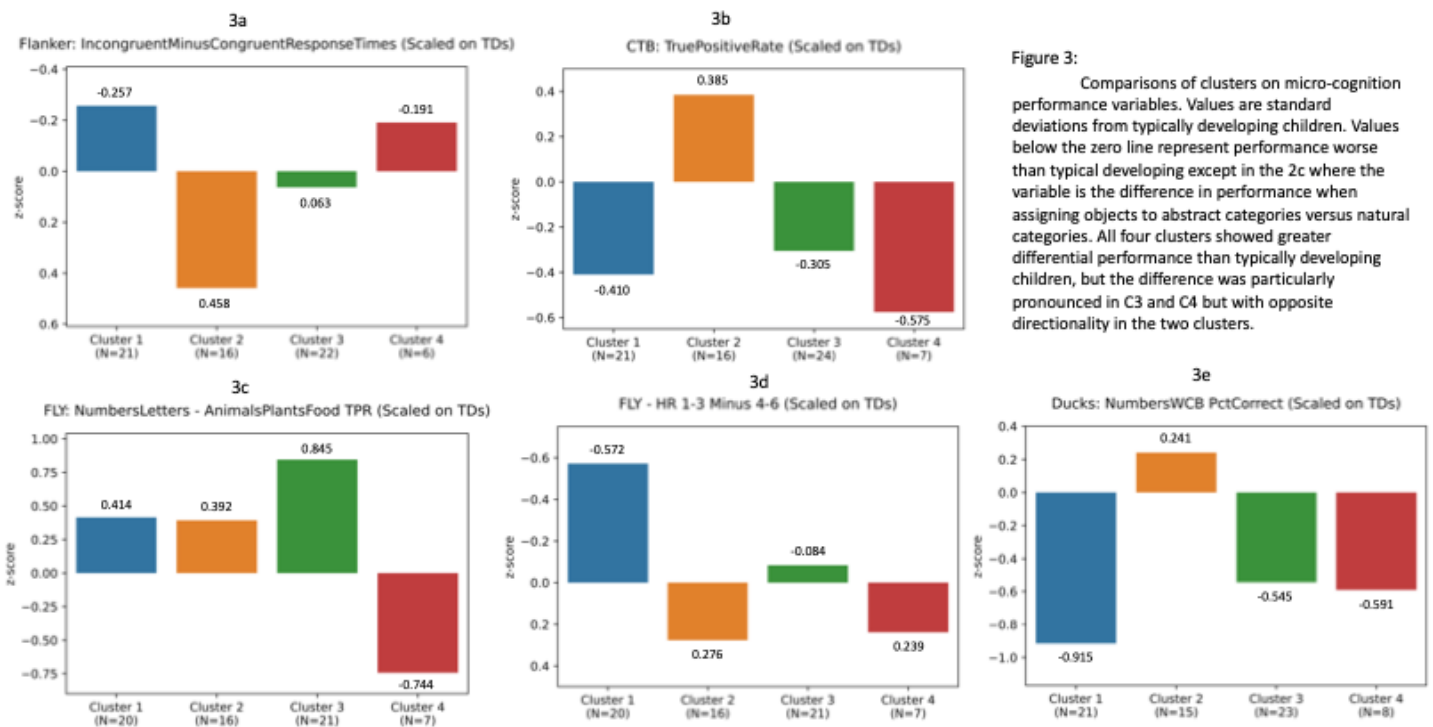 3a
Flanker: IncongruentMinusCongruentResponseTimes (Scaled on TDs)
−0.4
−0.2
0.0
0.2
0.4
0.6
z-score
-0.257
0.458
0.063
-0.191
Cluster 1
(N=21)
Cluster 2
(N=16)
Cluster 3
(N=22)
Cluster 4
(N=6)
3b
CTB: TruePositiveRate (Scaled on TDs)
0.4
0.2
0.0
−0.2
−0.4
−0.6
z-score
-0.410
0.385
-0.305
-0.575
Cluster 1
(N=21)
Cluster 2
(N=16)
Cluster 3
(N=24)
Cluster 4
(N=7)
Figure 3:
Comparisons of clusters on micro-cognition
performance variables. Values are standard
deviations from typically developing children. Values
below the zero line represent performance worse
than typical developing except in the 2c where the
variable is the difference in performance when
assigning objects to abstract categories versus natural
categories. All four clusters showed greater
differential performance than typically developing
children, but the difference was particularly
pronounced in C3 and C4 but with opposite
directionality in the two clusters.
3c
FLY: NumbersLetters - AnimalsPlantsFood TPR (Scaled on TDs)
1.00
0.75
0.50
0.25
0.00
−0.25
−0.50
−0.75
z-score
0.414
0.392
0.845
-0.744
Cluster 1
(N=20)
Cluster 2
(N=16)
Cluster 3
(N=21)
Cluster 4
(N=7)
3d
FLY - HR 1-3 Minus 4-6 (Scaled on TDs)
−0.6
−0.4
−0.2
0.0
0.2
0.4
z-score
-0.572
0.276
-0.084
0.239
Cluster 1
(N=20)
Cluster 2
(N=16)
Cluster 3
(N=21)
Cluster 4
(N=7)
3e
Ducks: NumbersWCB PctCorrect (Scaled on TDs)
0.4
0.2
0.0
−0.2
−0.4
−0.6
−0.8
−1.0
z-score
-0.915
0.241
-0.545
-0.591
Cluster 1
(N=21)
Cluster 2
(N=15)
Cluster 3
(N=23)
Cluster 4
(N=8)